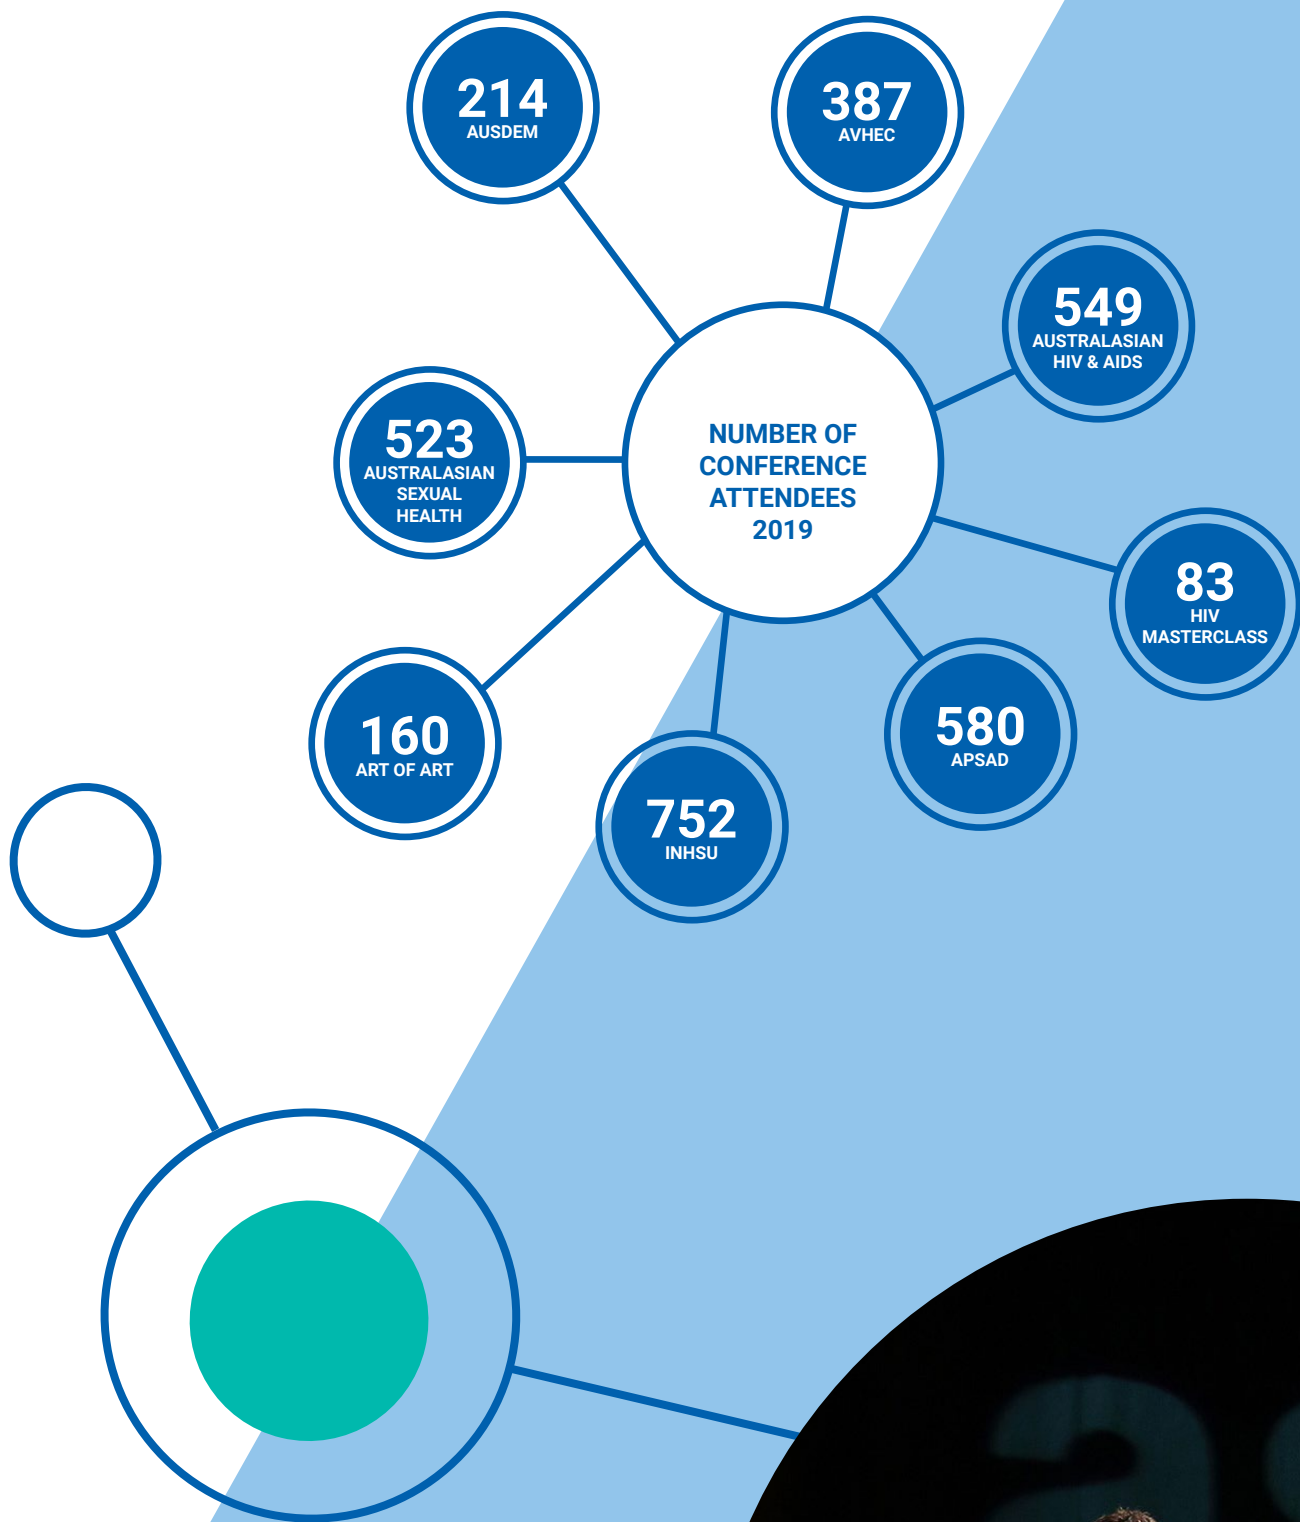 214
AUSDEM
387
AVHEC
549
AUSTRALASIAN
HIV & AIDS
523
AUSTRALASIAN
SEXUAL
HEALTH
NUMBER OF
CONFERENCE
ATTENDEES
2019
83
HIV
MASTERCLASS
160
ART OF ART
580
APSAD
752
INHSU
a